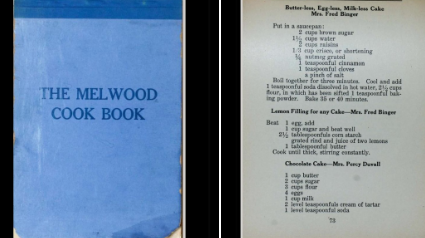 THE MELWOOD
COOK BOOK
Butter-less, Egg-less, Milk-less Cake
Mrs. Fred Binger
Put in a saucepan:
2 cups brown sugar
1½ cups water
2 cups raisins
1-3 cup crisco, or shortening
nutmeg grated
1 teaspoonful cinnamon
1 teaspoonful cloves
a pinch of salt
Boil together for three minutes. Cool and add
1 teaspoonful soda dissolved in hot water, 2½ cups
flour, in which has been sifted 1 teaspoonful bak-
ing powder. Bake 35 or 40 minutes.
Lemon Filling for any Cake—Mrs. Fred Binger
Beat 1 egg, add
1 cup sugar and beat well
2½ tablespoonfuls corn starch
grated rind and juice of two lemons
1 tablespoonful butter
Cook until thick, stirring constantly.
Chocolate Cake—Mrs. Percy Duvall
1 cup butter
2 cups sugar
3 cups flour
4 eggs
1 cup milk
2 level teaspoonfuls cream of tartar
1 level teaspoonful soda